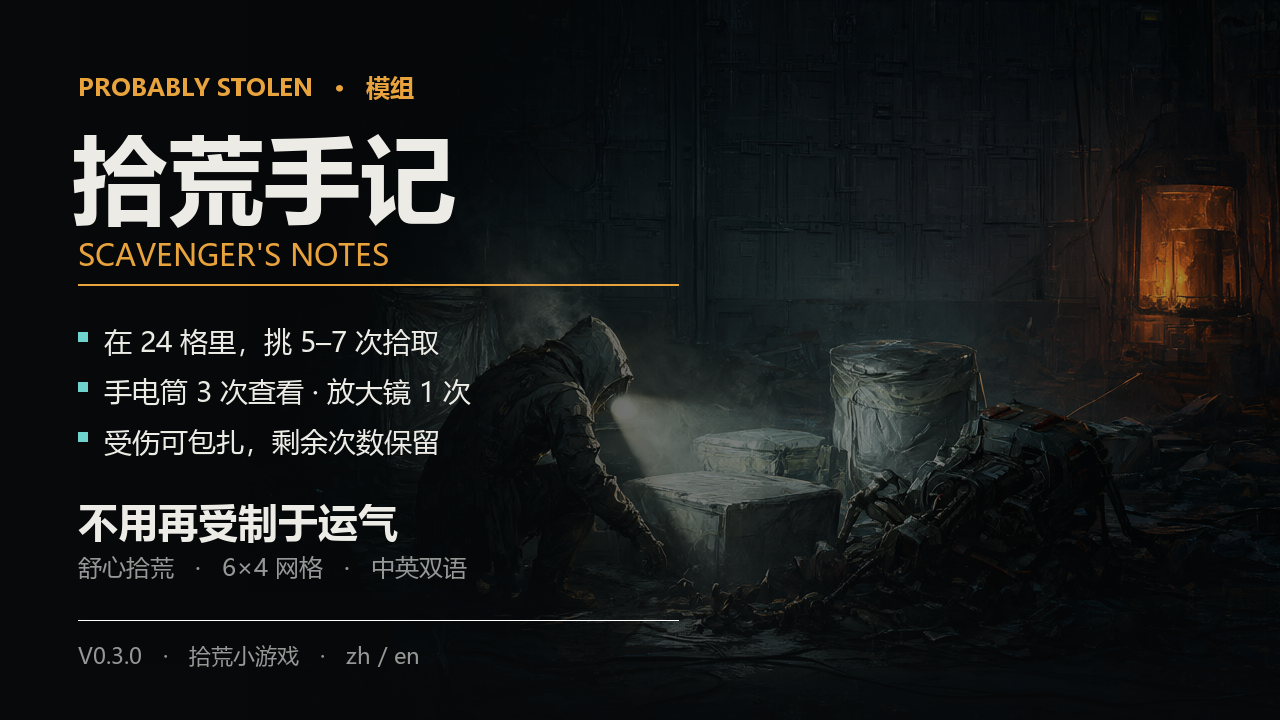 PROBABLY STOLEN • 模组
拾荒手记
SCAVENGER'S NOTES
在 24 格里，挑 5–7 次拾取
手电筒 3 次查看 · 放大镜 1 次
受伤可包扎，剩余次数保留
不用再受制于运气
舒心拾荒 · 6×4 网格 · 中英双语
V0.3.0 · 拾荒小游戏 · zh / en